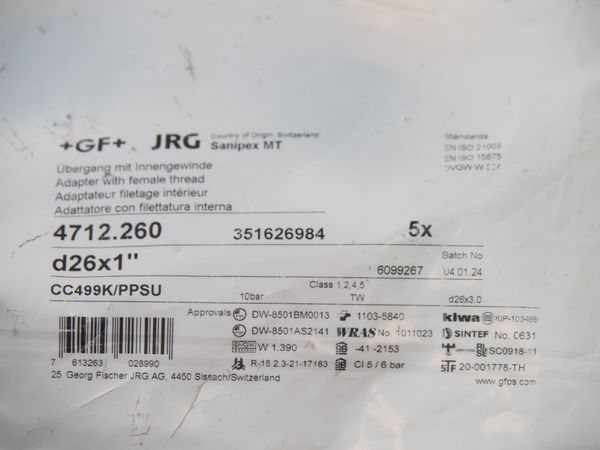 +GF+ JRG Country of Origin: Switzerland
Sanipex MT
Standards
EN ISO 21003
EN ISO 15875
DVGW W 534
Übergang mit Innengewinde
Adapter with female thread
Adaptateur filetage intérieur
Adattatore con filettatura interna
4712.260 351626984 5x
d26x1" 6099267 Batch No
04.01.24
CC499K/PPSU 10bar Class 1,2,4,5 TW d26x3.0
Approvals DW-8501BM0013 1103-5840 kiwa KIP-103499
DW-8501AS2141 WRAS No. 1011023 SINTEF No. 0631
W 1.390 -41 -2153 SC0918-11
R-15.2.3-21-17183 Cl 5 / 6 bar STF 20-001778-TH
7 613263 028990
25 Georg Fischer JRG AG, 4450 Sissach/Switzerland www.gfps.com